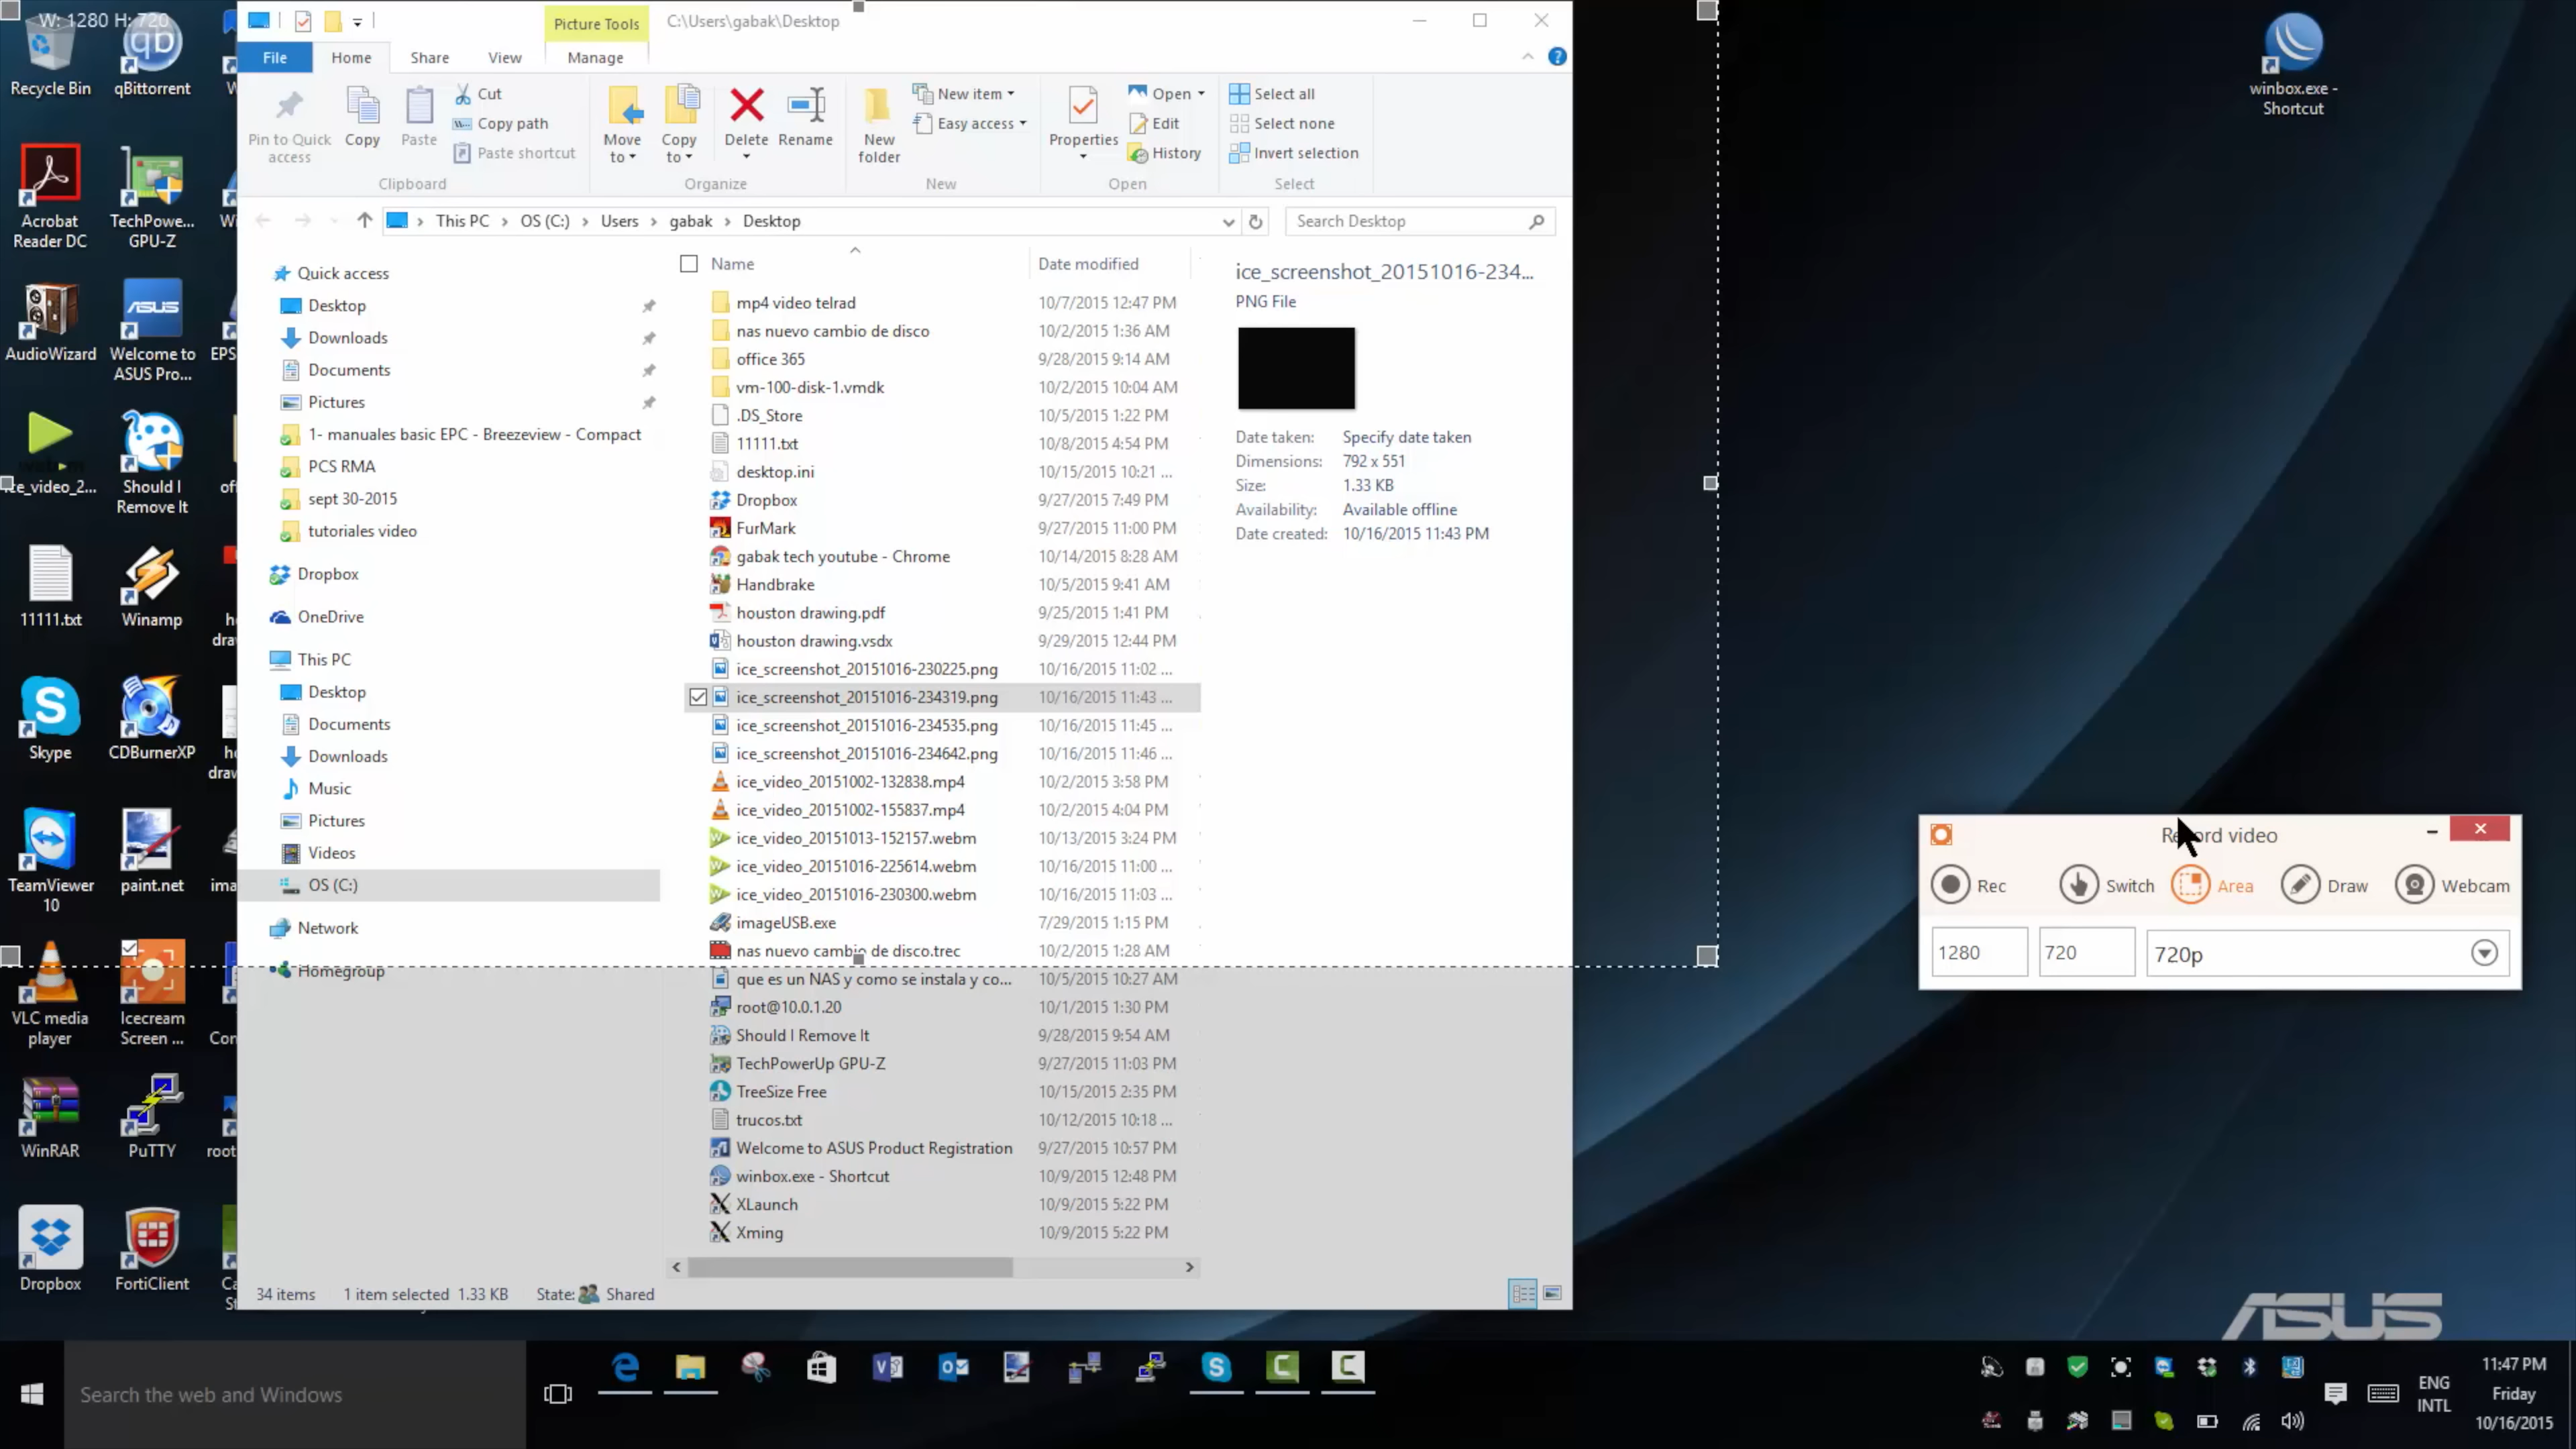 W: 1280 H: 720
Recycle Bin
qBittorrent
Acrobat
Reader DC
TechPowe...
GPU-Z
AudioWizard
Welcome to
ASUS Pro...
EPS
ice_video_2...
Should I
Remove It
11111.txt
Winamp
Skype
CDBurnerXP
TeamViewer
10
paint.net
VLC media
player
Icecream
Screen ...
WinRAR
PuTTY
root
Dropbox
FortiClient
Picture Tools
C:\Users\gabak\Desktop
File
Home
Share
View
Manage
Pin to Quick
access
Copy
Paste
Cut
Copy path
Paste shortcut
Clipboard
Move
to
Copy
to
Delete
Rename
Organize
New
folder
New item
Easy access
New
Properties
Open
Edit
History
Open
Select all
Select none
Invert selection
Select
This PC > OS (C:) > Users > gabak > Desktop
Search Desktop
Quick access
Desktop
Downloads
Documents
Pictures
1- manuales basic EPC - Breezeview - Compact
PCS RMA
sept 30-2015
tutoriales video
Dropbox
OneDrive
This PC
Desktop
Documents
Downloads
Music
Pictures
Videos
OS (C:)
Network
Homegroup
Name Date modified
mp4 video telrad 10/7/2015 12:47 PM
nas nuevo cambio de disco 10/2/2015 1:36 AM
office 365 9/28/2015 9:14 AM
vm-100-disk-1.vmdk 10/2/2015 10:04 AM
.DS_Store 10/5/2015 1:22 PM
11111.txt 10/8/2015 4:54 PM
desktop.ini 10/15/2015 10:21 ...
Dropbox 9/27/2015 7:49 PM
FurMark 9/27/2015 11:00 PM
gabak tech youtube - Chrome 10/14/2015 8:28 AM
Handbrake 10/5/2015 9:41 AM
houston drawing.pdf 9/25/2015 1:41 PM
houston drawing.vsdx 9/29/2015 12:44 PM
ice_screenshot_20151016-230225.png 10/16/2015 11:02 ...
ice_screenshot_20151016-234319.png 10/16/2015 11:43 ...
ice_screenshot_20151016-234535.png 10/16/2015 11:45 ...
ice_screenshot_20151016-234642.png 10/16/2015 11:46 ...
ice_video_20151002-132838.mp4 10/2/2015 3:58 PM
ice_video_20151002-155837.mp4 10/2/2015 4:04 PM
ice_video_20151013-152157.webm 10/13/2015 3:24 PM
ice_video_20151016-225614.webm 10/16/2015 11:00 ...
ice_video_20151016-230300.webm 10/16/2015 11:03 ...
imageUSB.exe 7/29/2015 1:15 PM
nas nuevo cambio de disco.trec 10/2/2015 1:28 AM
que es un NAS y como se instala y co... 10/5/2015 10:27 AM
root@10.0.1.20 10/1/2015 1:30 PM
Should I Remove It 9/28/2015 9:54 AM
TechPowerUp GPU-Z 9/27/2015 11:03 PM
TreeSize Free 10/15/2015 2:35 PM
trucos.txt 10/12/2015 10:18 ...
Welcome to ASUS Product Registration 9/27/2015 10:57 PM
winbox.exe - Shortcut 10/9/2015 12:48 PM
XLaunch 10/9/2015 5:22 PM
Xming 10/9/2015 5:22 PM
ice_screenshot_20151016-234...
PNG File
Date taken: Specify date taken
Dimensions: 792 x 551
Size: 1.33 KB
Availability: Available offline
Date created: 10/16/2015 11:43 PM
34 items 1 item selected 1.33 KB State: Shared
winbox.exe -
Shortcut
Record video
Rec
Switch
Area
Draw
Webcam
1280
720
720p
ASUS
Search the web and Windows
ENG
INTL
11:47 PM
Friday
10/16/2015